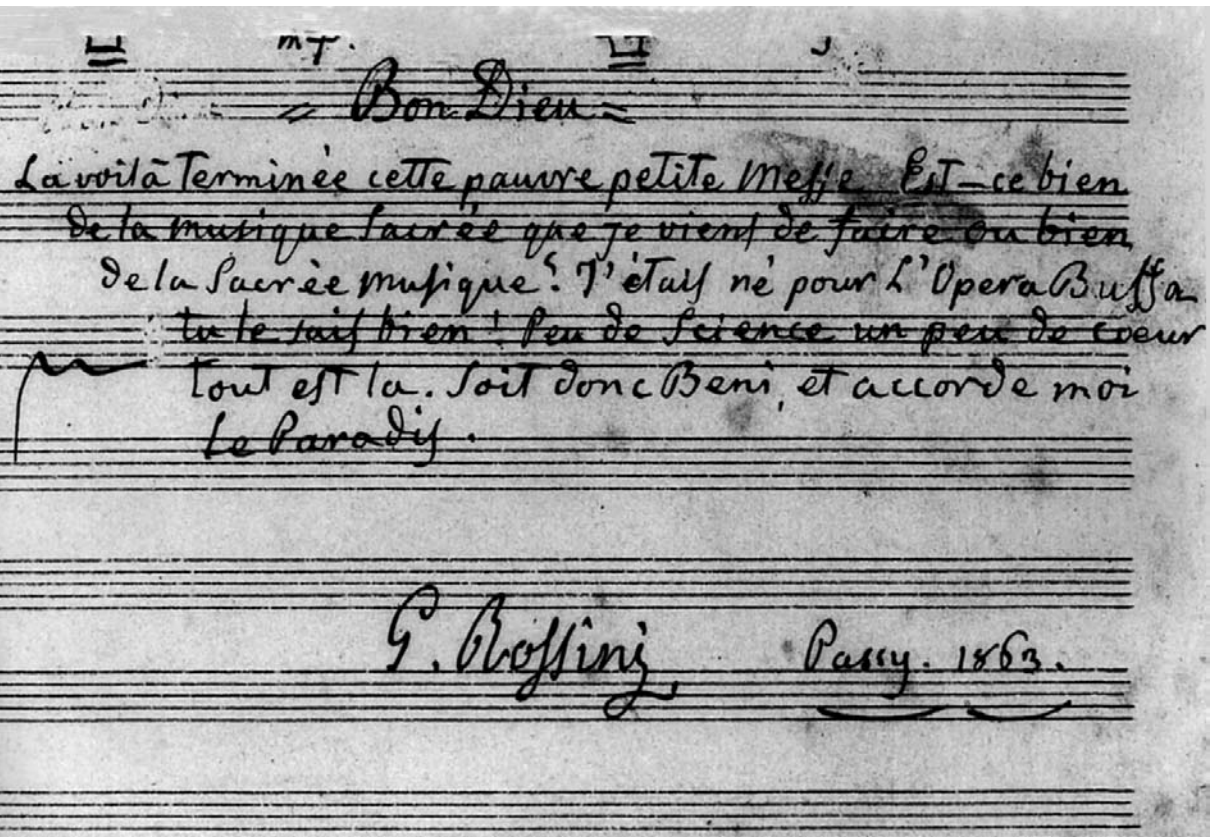 mf.
= Bon Dieu =
La voilà terminée cette pauvre petite Messe Est-ce bien
de la musique Sacrée que je viens de faire ou bien
de la Sacrée musique? J'étais né pour L'Opera Buffa
tu le sais bien! Peu de Science un peu de coeur
tout est la. Soit donc Beni, et accorde moi
Le Paradis.
G. Rossini Passy. 1863.